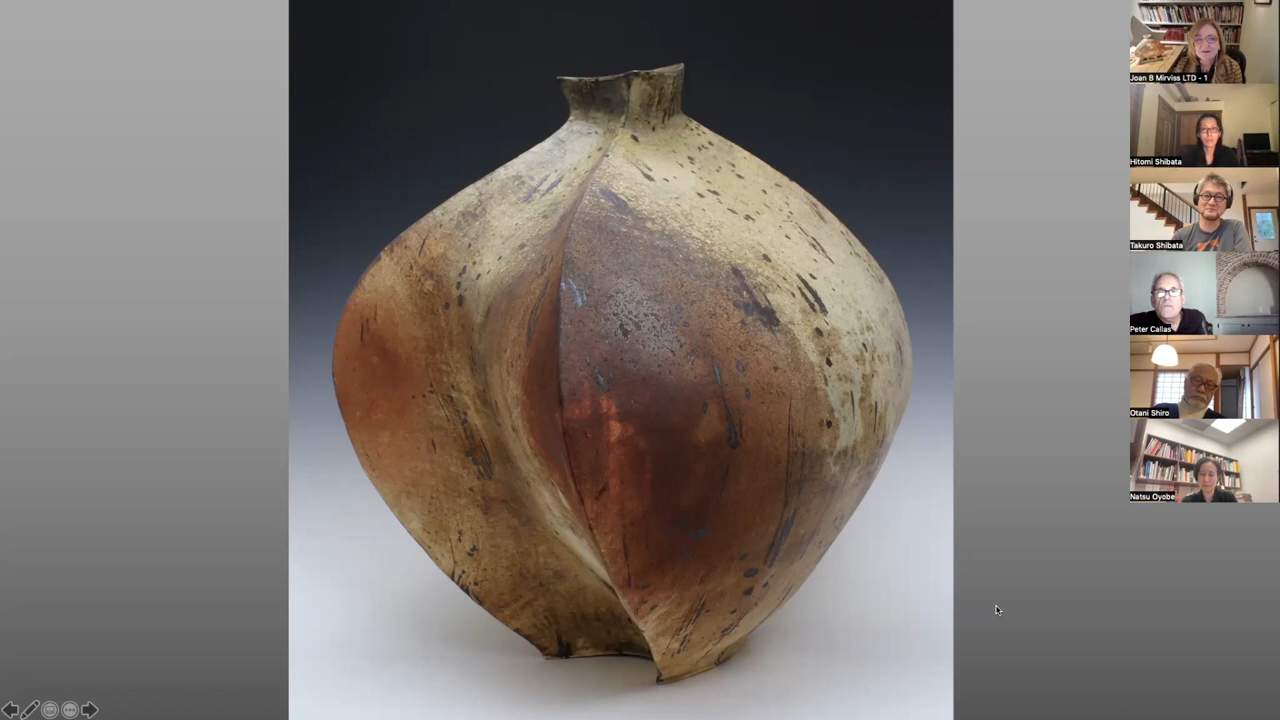 Joan B Mirviss LTD - 1
Hitomi Shibata
Takuro Shibata
Peter Callas
Otani Shiro
Natsu Oyobe